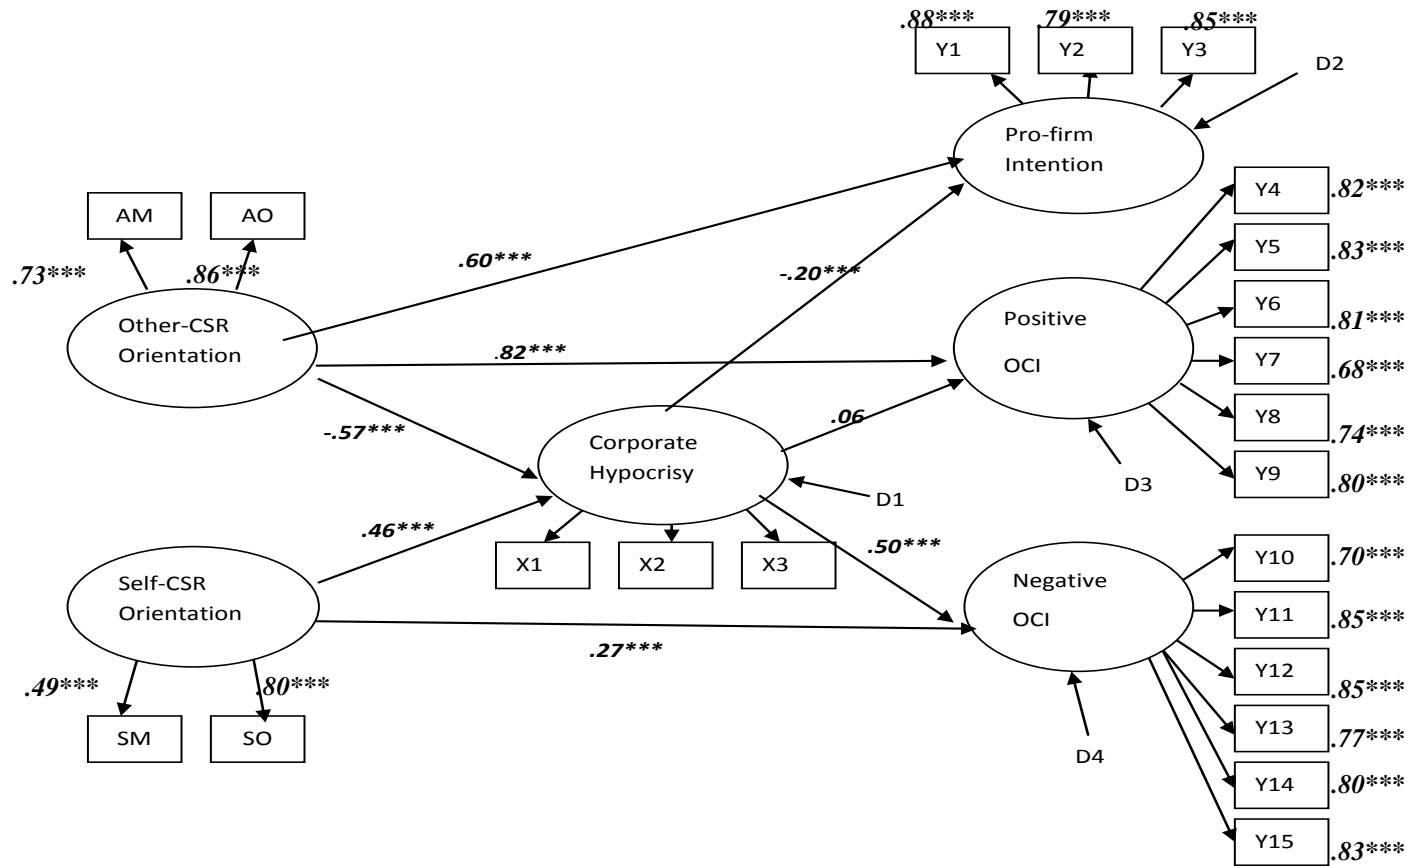 .88***
.79***
.85***
Y1
Y2
Y3
D2
Pro-firm
Intention
AM
AO
Y4
.82***
.73***
.86***
.60***
-.20***
Y5
.83***
Other-CSR
Orientation
Positive
OCI
Y6
.81***
.82***
Y7
.68***
-.57***
.06
Y8
.74***
Corporate
Hypocrisy
D1
D3
Y9
.80***
.46***
X1
X2
X3
.50***
Self-CSR
Orientation
Negative
OCI
Y10
.70***
Y11
.85***
.27***
.49***
.80***
Y12
.85***
SM
SO
D4
Y13
.77***
Y14
.80***
Y15
.83***